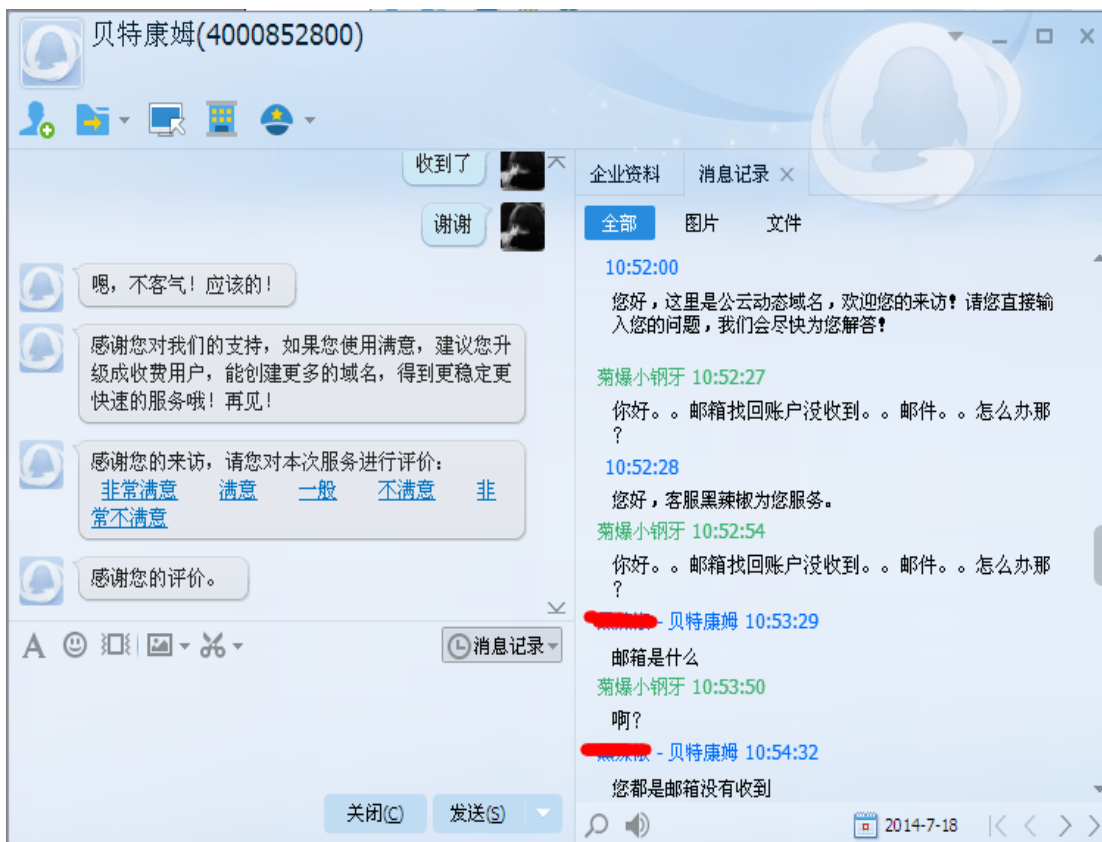 贝特康姆(4000852800)
收到了
谢谢
嗯，不客气！应该的！
感谢您对我们的支持，如果您使用满意，建议您升
级成收费用户，能创建更多的域名，得到更稳定更
快速的服务哦！再见！
感谢您的来访，请您对本次服务进行评价：
非常满意 满意 一般 不满意 非
常不满意
感谢您的评价。
消息记录
关闭(C) 发送(S)
企业资料 消息记录
全部 图片 文件
10:52:00
您好，这里是公云动态域名，欢迎您的来访！请您直接输
入您的问题，我们会尽快为您解答！
菊爆小钢牙 10:52:27
你好。。邮箱找回账户没收到。。邮件。。怎么办那
？
10:52:28
您好，客服黑辣椒为您服务。
菊爆小钢牙 10:52:54
你好。。邮箱找回账户没收到。。邮件。。怎么办那
？
- 贝特康姆 10:53:29
邮箱是什么
菊爆小钢牙 10:53:50
啊？
- 贝特康姆 10:54:32
您都是邮箱没有收到
2014-7-18